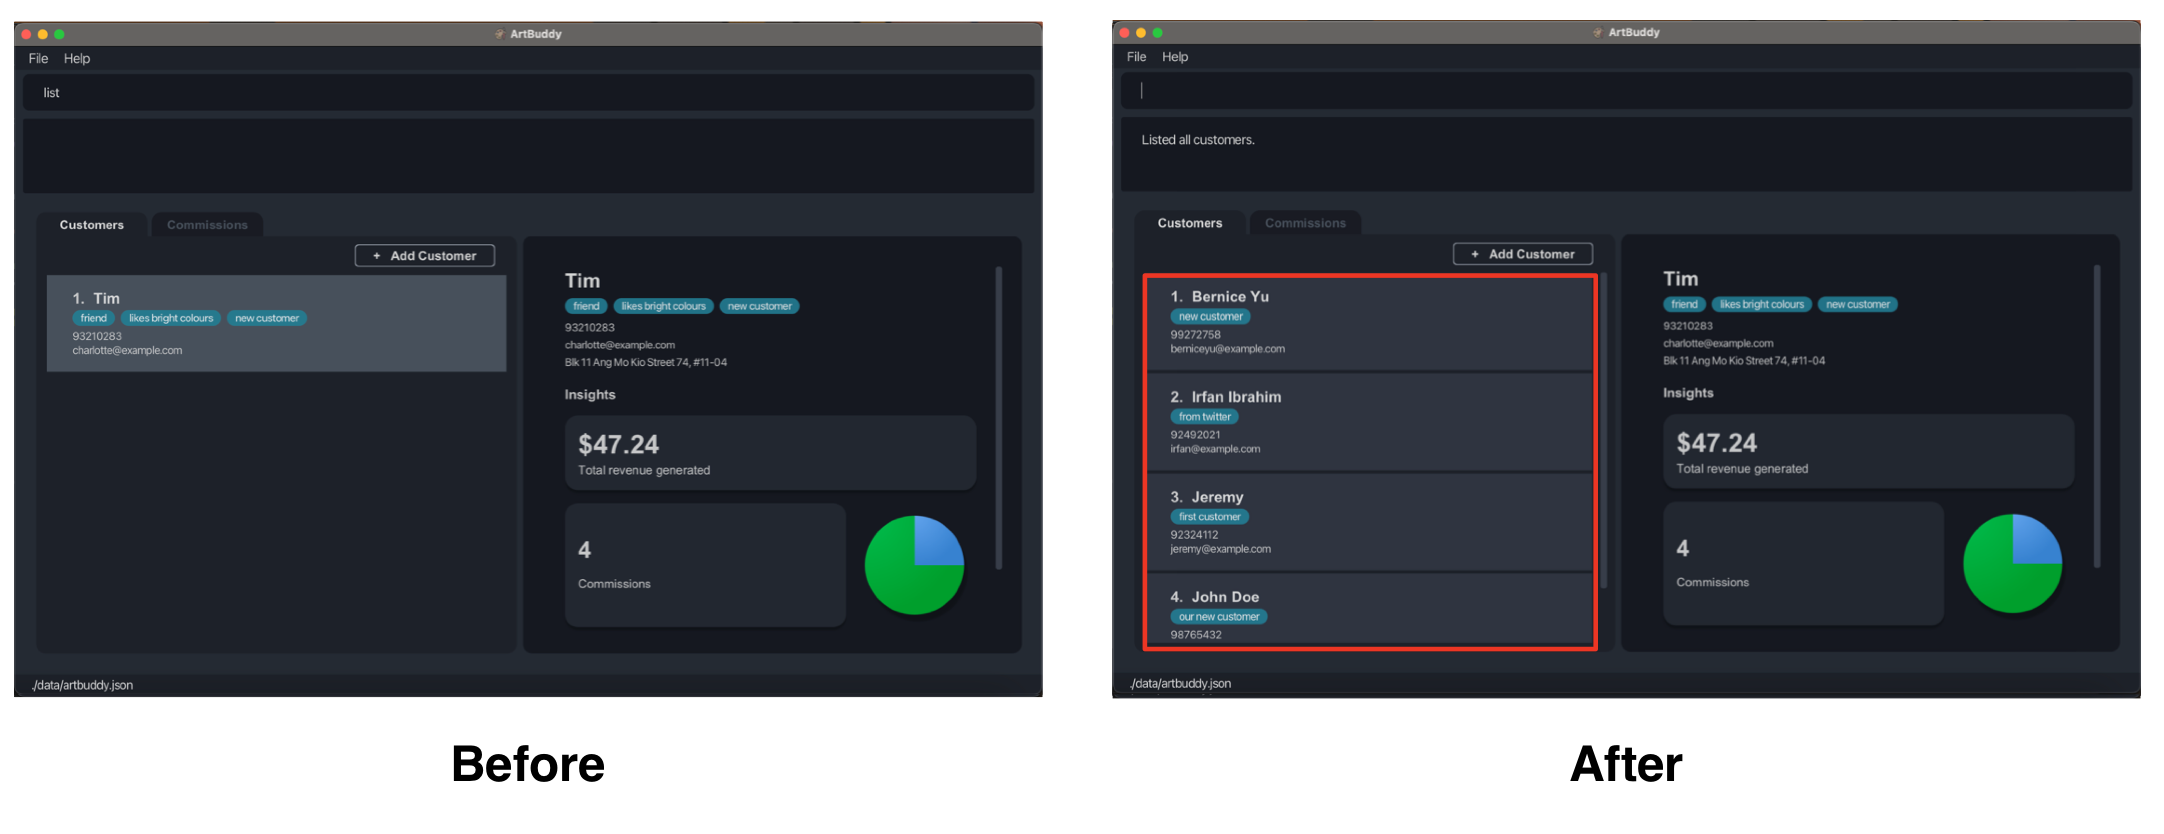 ArtBuddy
File Help
list
Customers Commissions
+ Add Customer
1. Tim
friend likes bright colours new customer
93210283
charlotte@example.com
Tim
friend likes bright colours new customer
93210283
charlotte@example.com
Blk 11 Ang Mo Kio Street 74, #11-04
Insights
$47.24
Total revenue generated
4
Commissions
./data/artbuddy.json
Before
ArtBuddy
File Help
Listed all customers.
Customers Commissions
+ Add Customer
1. Bernice Yu
new customer
99272758
berniceyu@example.com
2. Irfan Ibrahim
from twitter
92492021
irfan@example.com
3. Jeremy
first customer
92324112
jeremy@example.com
4. John Doe
our new customer
98765432
Tim
friend likes bright colours new customer
93210283
charlotte@example.com
Blk 11 Ang Mo Kio Street 74, #11-04
Insights
$47.24
Total revenue generated
4
Commissions
./data/artbuddy.json
After